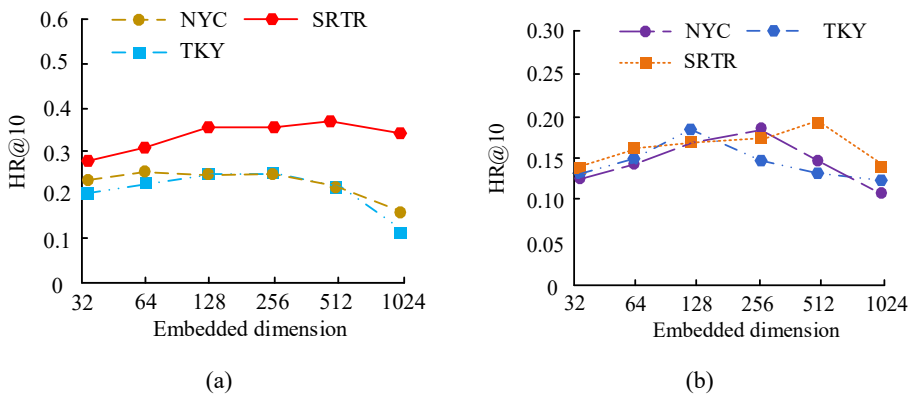 NYC SRTR
TKY
0.6
0.5
0.4
0.3
0.2
0.1
0
HR@10
32 64 128 256 512 1024
Embedded dimension
(a)
NYC TKY
SRTR
0.30
0.25
0.20
0.15
0.10
0.05
0
HR@10
32 64 128 256 512 1024
Embedded dimension
(b)